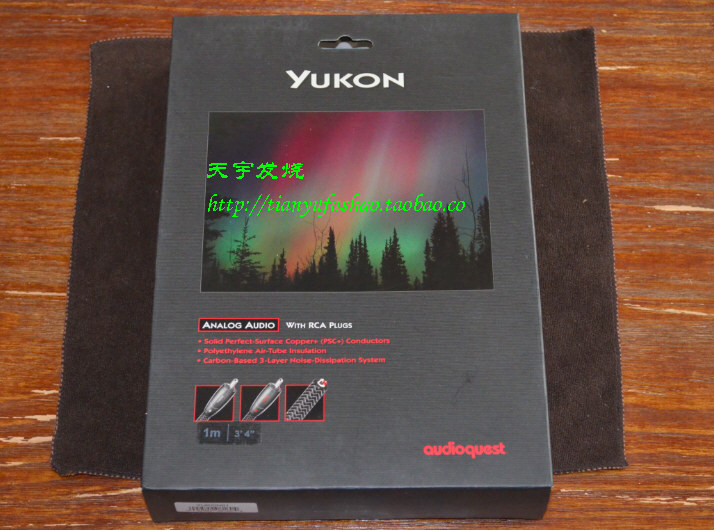 YUKON
天宇发烧
http://tianyufashao.taobao.co
ANALOG AUDIO WITH RCA PLUGS
• Solid Perfect-Surface Copper+ (PSC+) Conductors
• Polyethylene Air-Tube Insulation
• Carbon-Based 3-Layer Noise-Dissipation System
1m 3' 4"
audioquest